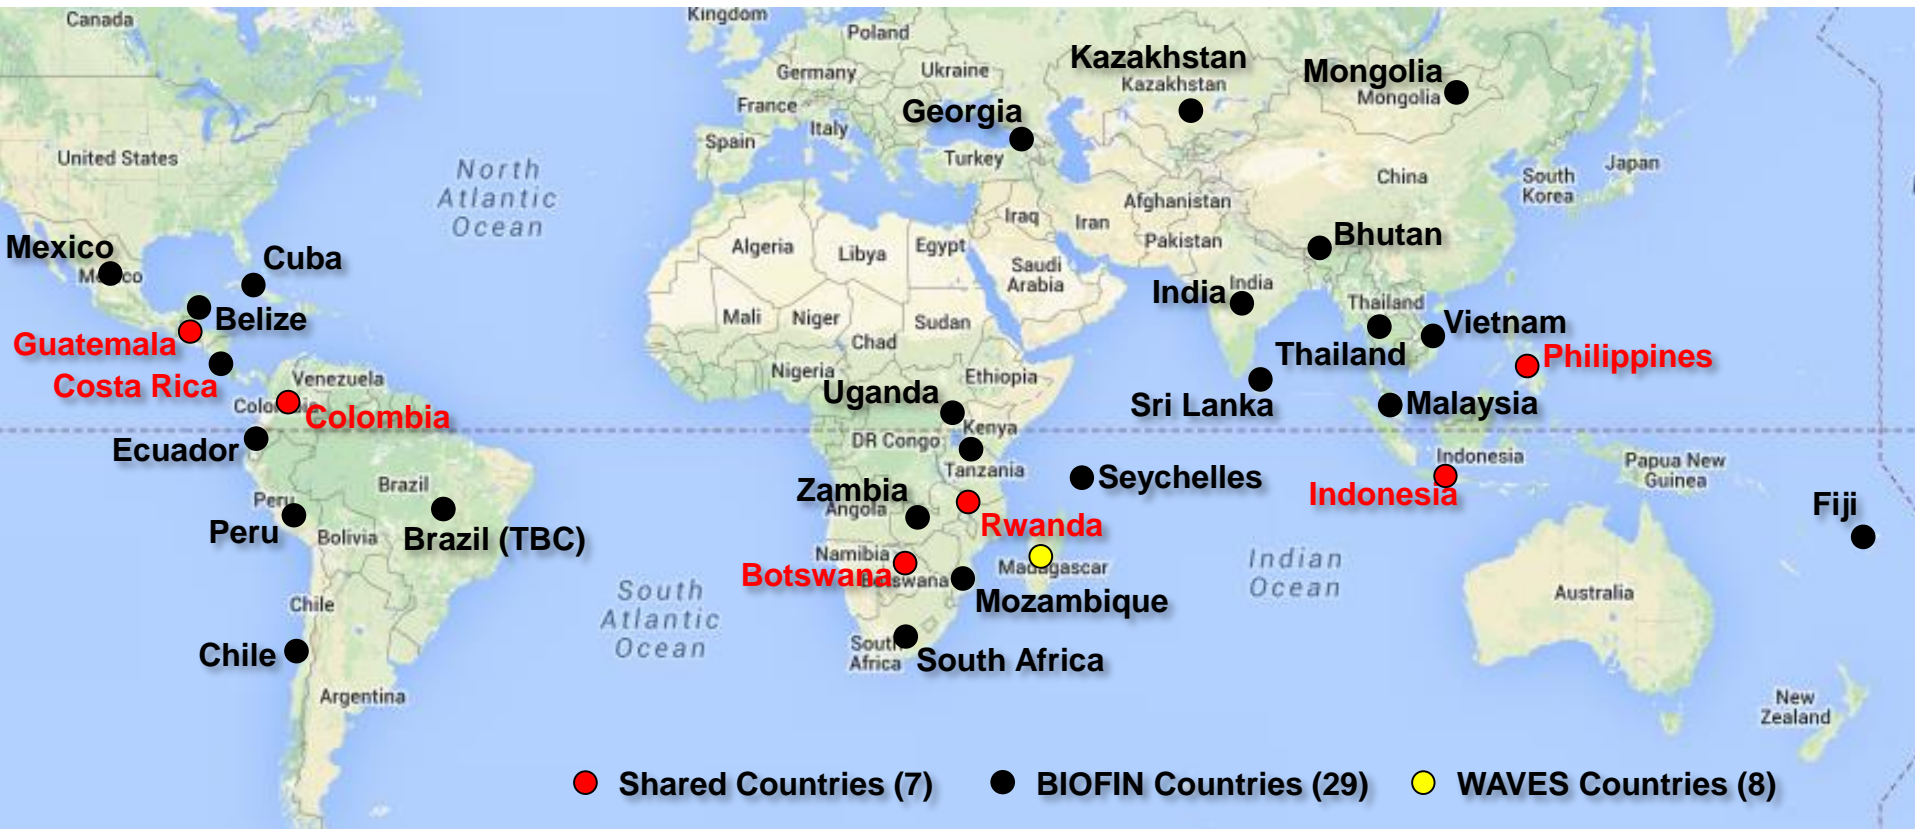 Canada
Kingdom
Poland
Germany
Ukraine
Kazakhstan
Kazakhstan
Mongolia
Mongolia
France
Georgia
Italy
Spain
Turkey
United States
North
Atlantic
Ocean
China
South
Korea
Japan
Afghanistan
Iraq
Iran
Pakistan
Bhutan
Algeria
Libya
Egypt
Saudi
Arabia
Mexico
Cuba
India
India
Thailand
Mali
Niger
Sudan
Chad
Belize
Guatemala
Vietnam
Thailand
Philippines
Costa Rica
Venezuela
Nigeria
Ethiopia
Uganda
Sri Lanka
Malaysia
Colombia
Kenya
DR Congo
Ecuador
Tanzania
Indonesia
Papua New
Guinea
Seychelles
Brazil
Zambia
Angola
Indonesia
Peru
Peru
Fiji
Bolivia
Brazil (TBC)
Rwanda
Namibia
Botswana
Botswana
Madagascar
Indian
Ocean
Mozambique
Australia
Chile
South
Atlantic
Ocean
Chile
South
Africa
South Africa
Argentina
New
Zealand
Shared Countries (7)
BIOFIN Countries (29)
WAVES Countries (8)